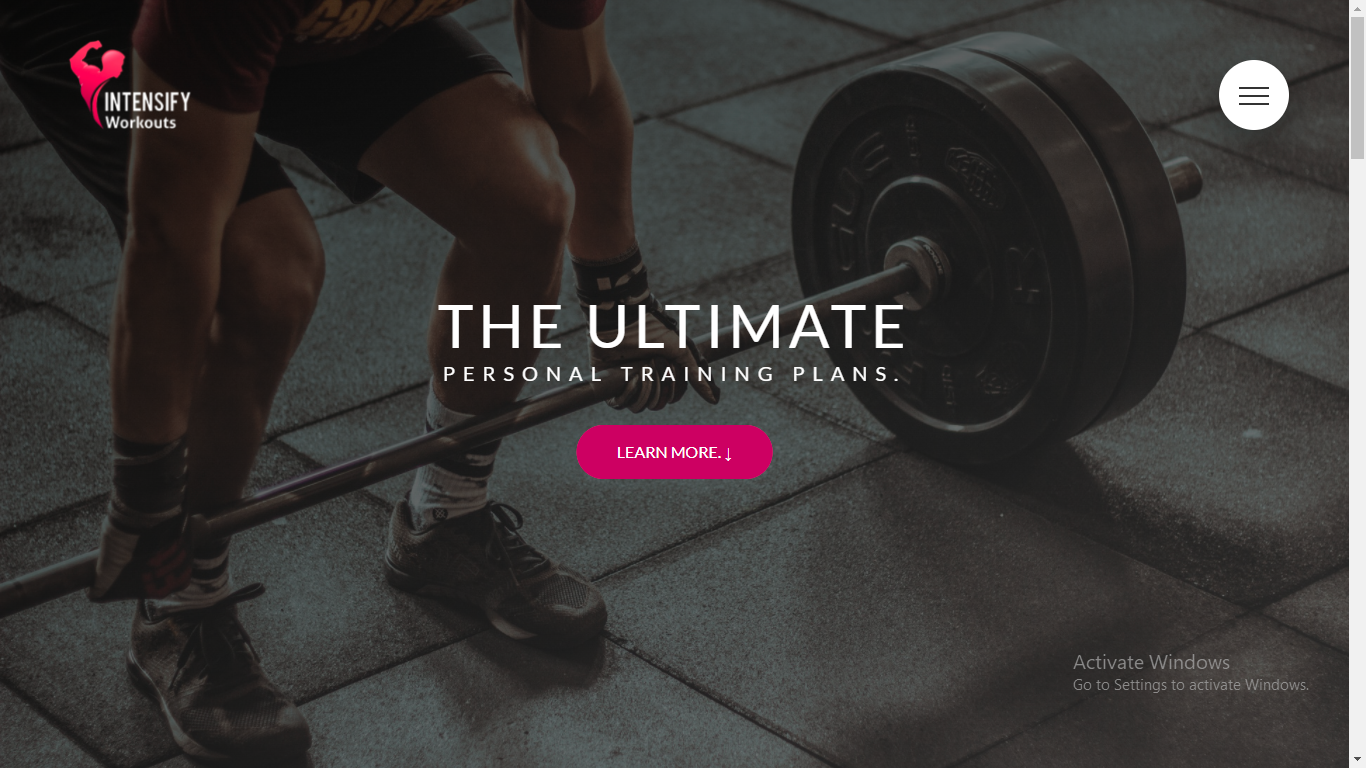 INTENSIFY
Workouts
THE ULTIMATE
PERSONAL TRAINING PLANS.
LEARN MORE. ↓
Activate Windows
Go to Settings to activate Windows.